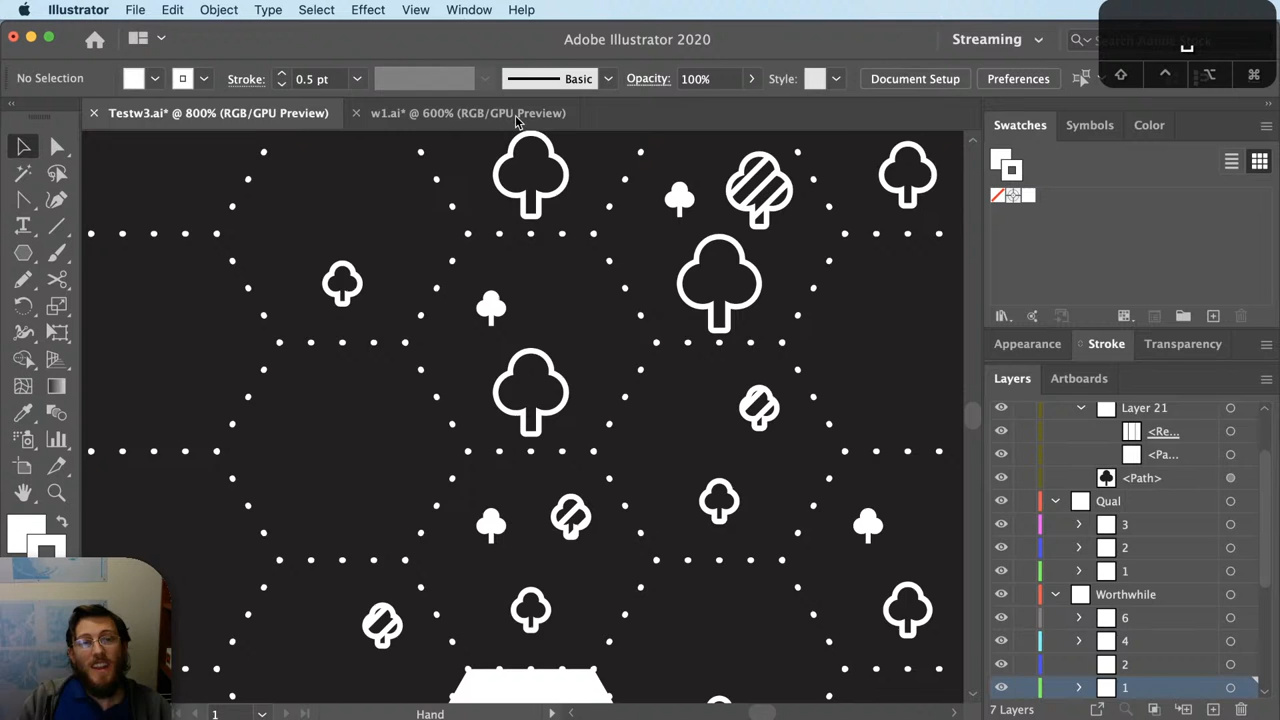 Illustrator File Edit Object Type Select Effect View Window Help
Adobe Illustrator 2020
Streaming
No Selection
Stroke: 0.5 pt
Basic
Opacity: 100%
Style:
Document Setup
Preferences
Testw3.ai* @ 800% (RGB/GPU Preview)
w1.ai* @ 600% (RGB/GPU Preview)
Swatches Symbols Color
Appearance Stroke Transparency
Layers Artboards
Layer 21
<Re...
<Pa...
<Path>
Qual
3
2
1
Worthwhile
6
4
2
1
7 Layers
1
Hand